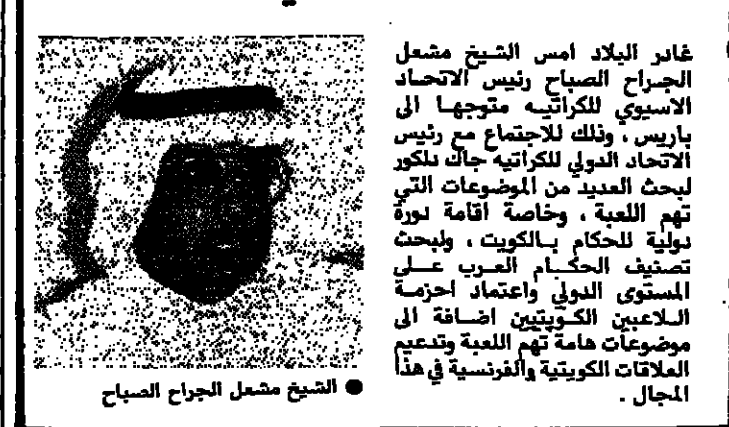 غادر البلاد امس الشيخ مشعل
الجراح الصباح رئيس الاتحاد
الاسيوي للكراتيه متوجها الى
باريس ، وذلك للاجتماع مع رئيس
الاتحاد الدولي للكراتيه جاك دلكور
لبحث العديد من الموضوعات التي
تهم اللعبة ، وخاصة اقامة دورة
دولية للحكام بالكويت ، ولبحث
تصنيف الحكام العرب على
المستوى الدولي واعتماد احزمة
اللاعبين الكويتيين اضافة الى
موضوعات هامة تهم اللعبة وتدعيم
العلاقات الكويتية والفرنسية في هذا
المجال .
● الشيخ مشعل الجراح الصباح